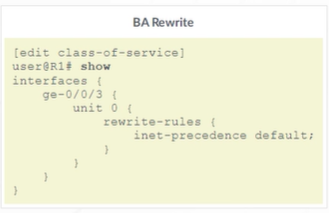 BA Rewrite
[edit class-of-service]
user@R1# show
interfaces {
    ge-0/0/3 {
        unit 0 {
            rewrite-rules {
                inet-precedence default;
            }
        }
    }
}